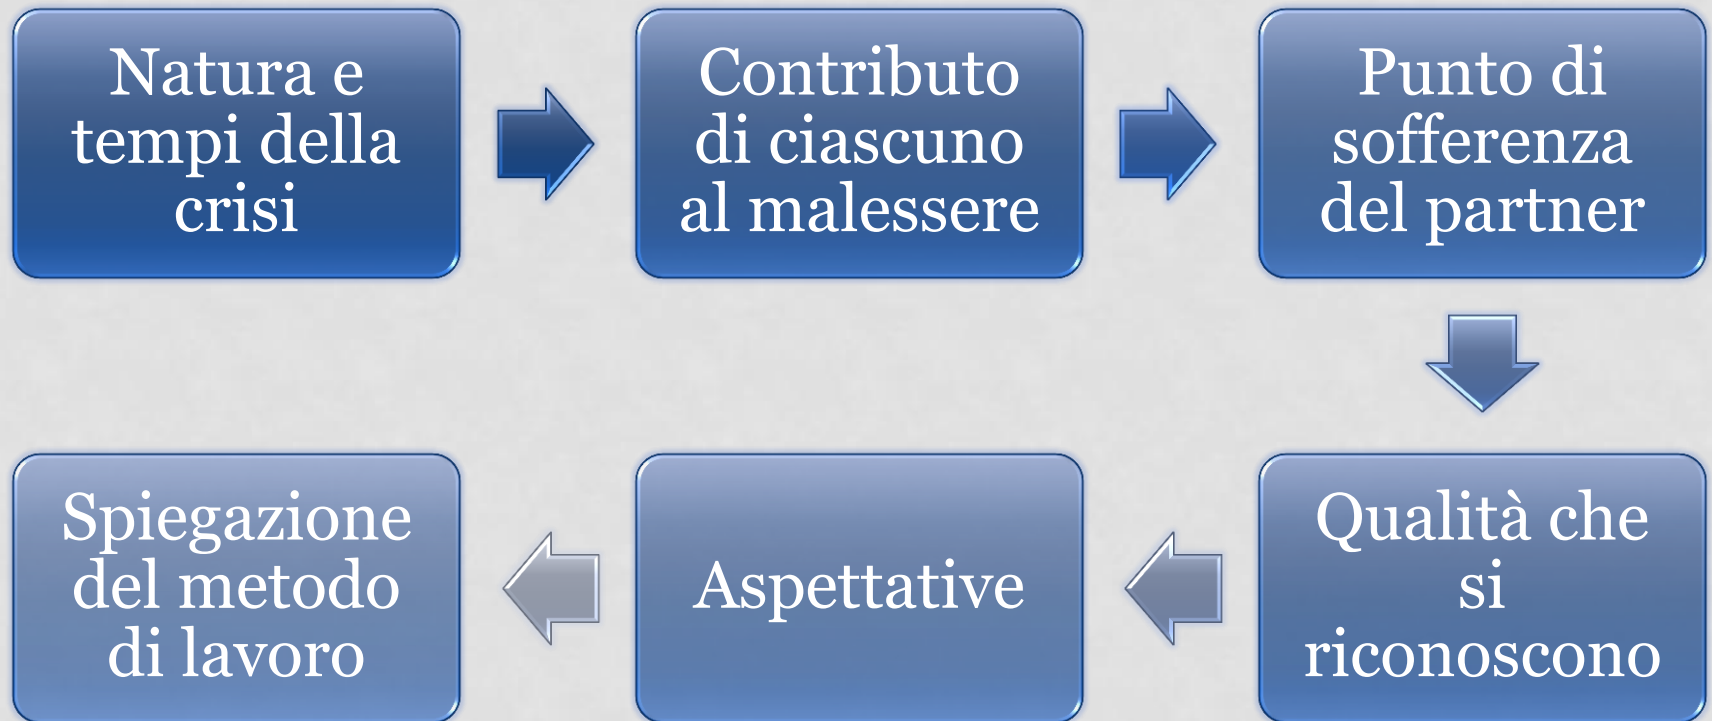 Natura e
tempi della
crisi
Contributo
di ciascuno
al malessere
Punto di
sofferenza
del partner
Qualità che
si
riconoscono
Aspettative
Spiegazione
del metodo
di lavoro